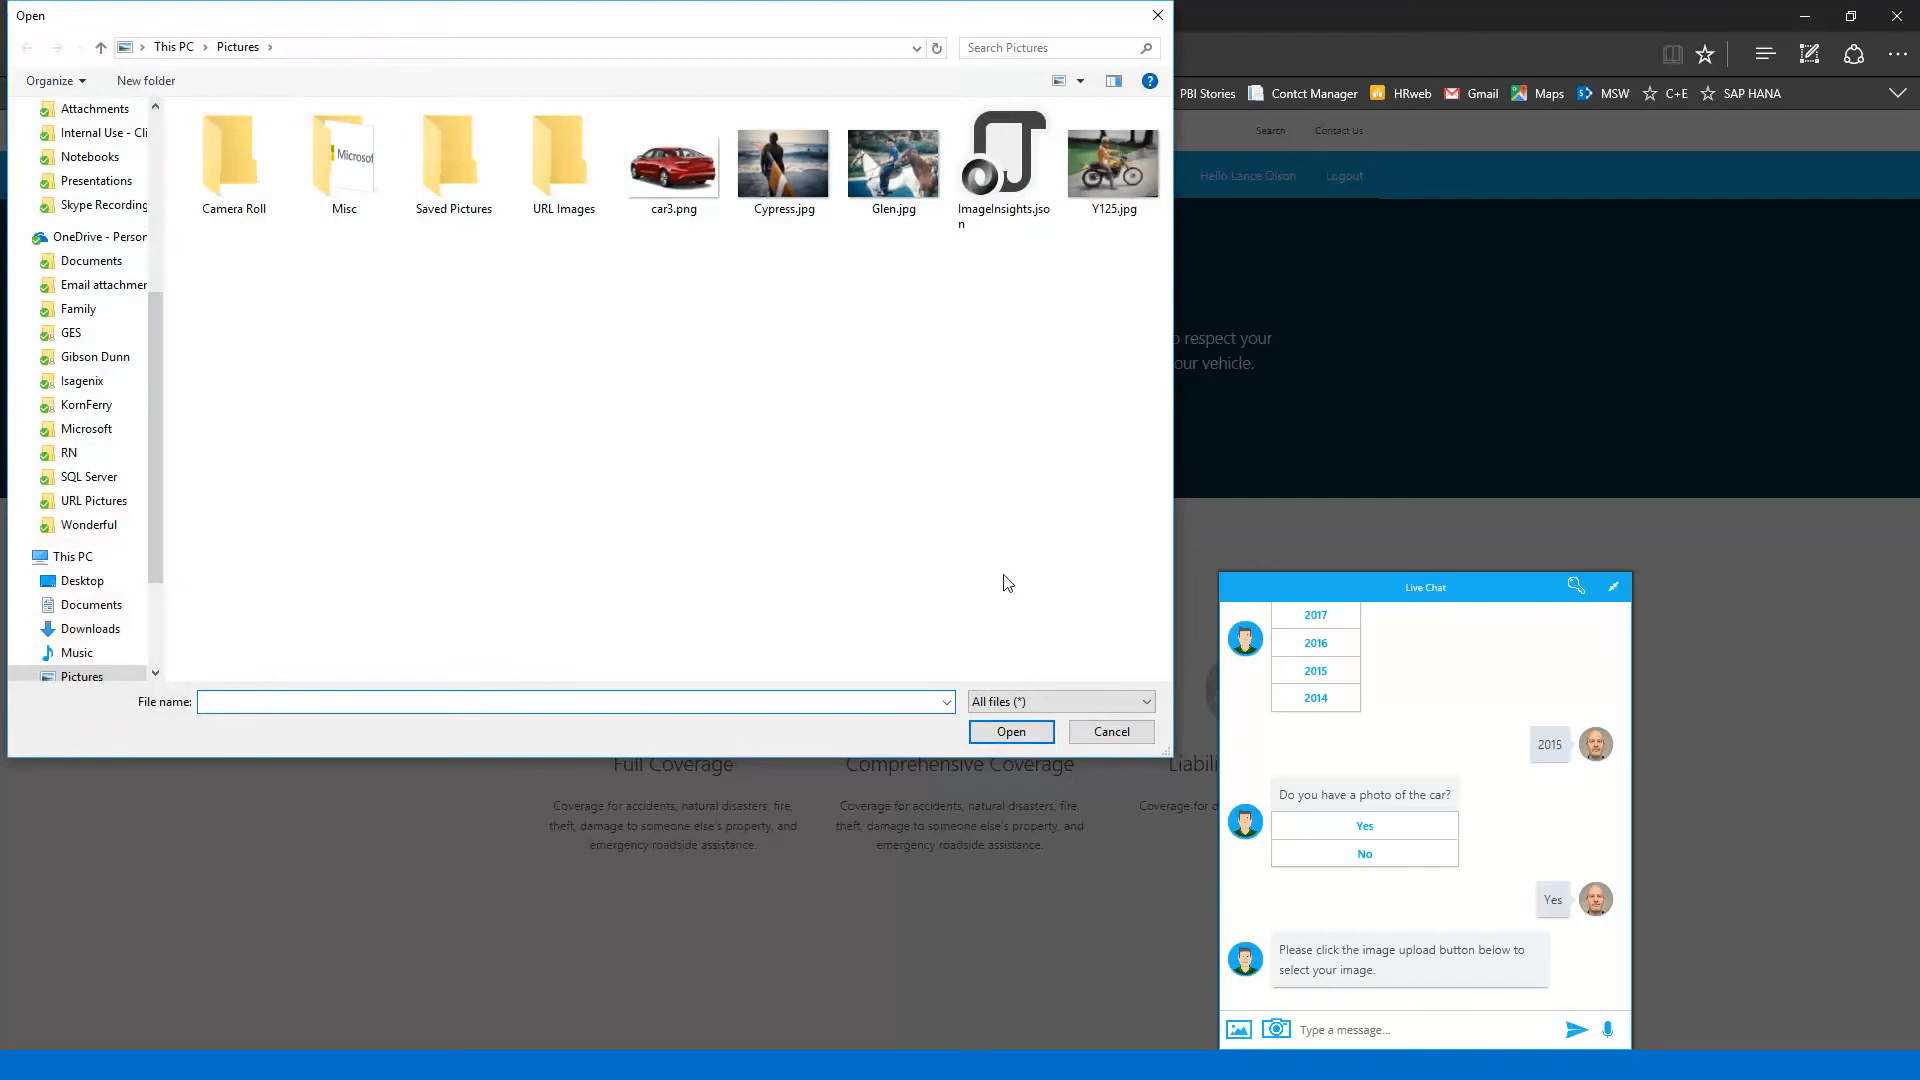 Open
This PC
Pictures
Search Pictures
Organize
New folder
Attachments
Internal Use - Cli
Notebooks
Presentations
Skype Recording
OneDrive - Person
Documents
Email attachmer
Family
GES
Gibson Dunn
Isagenix
KornFerry
Microsoft
RN
SQL Server
URL Pictures
Wonderful
This PC
Desktop
Documents
Downloads
Music
Pictures
Microsof
Camera Roll
Misc
Saved Pictures
URL Images
car3.png
Cypress.jpg
Glen.jpg
ImageInsights.jso
n
Y125.jpg
File name:
All files (*)
Open
Cancel
PBI Stories
Contct Manager
HRweb
Gmail
Maps
MSW
C+E
SAP HANA
Search
Contact Us
Hello Lance Olson
Logout
o respect your
our vehicle.
Full Coverage
Coverage for accidents, natural disasters, fire,
theft, damage to someone else's property, and
emergency roadside assistance.
Comprehensive Coverage
Coverage for accidents, natural disasters, fire,
theft, damage to someone else's property, and
emergency roadside assistance.
Liabili
Coverage for d
Live Chat
2017
2016
2015
2014
2015
Do you have a photo of the car?
Yes
No
Yes
Please click the image upload button below to
select your image.
Type a message...